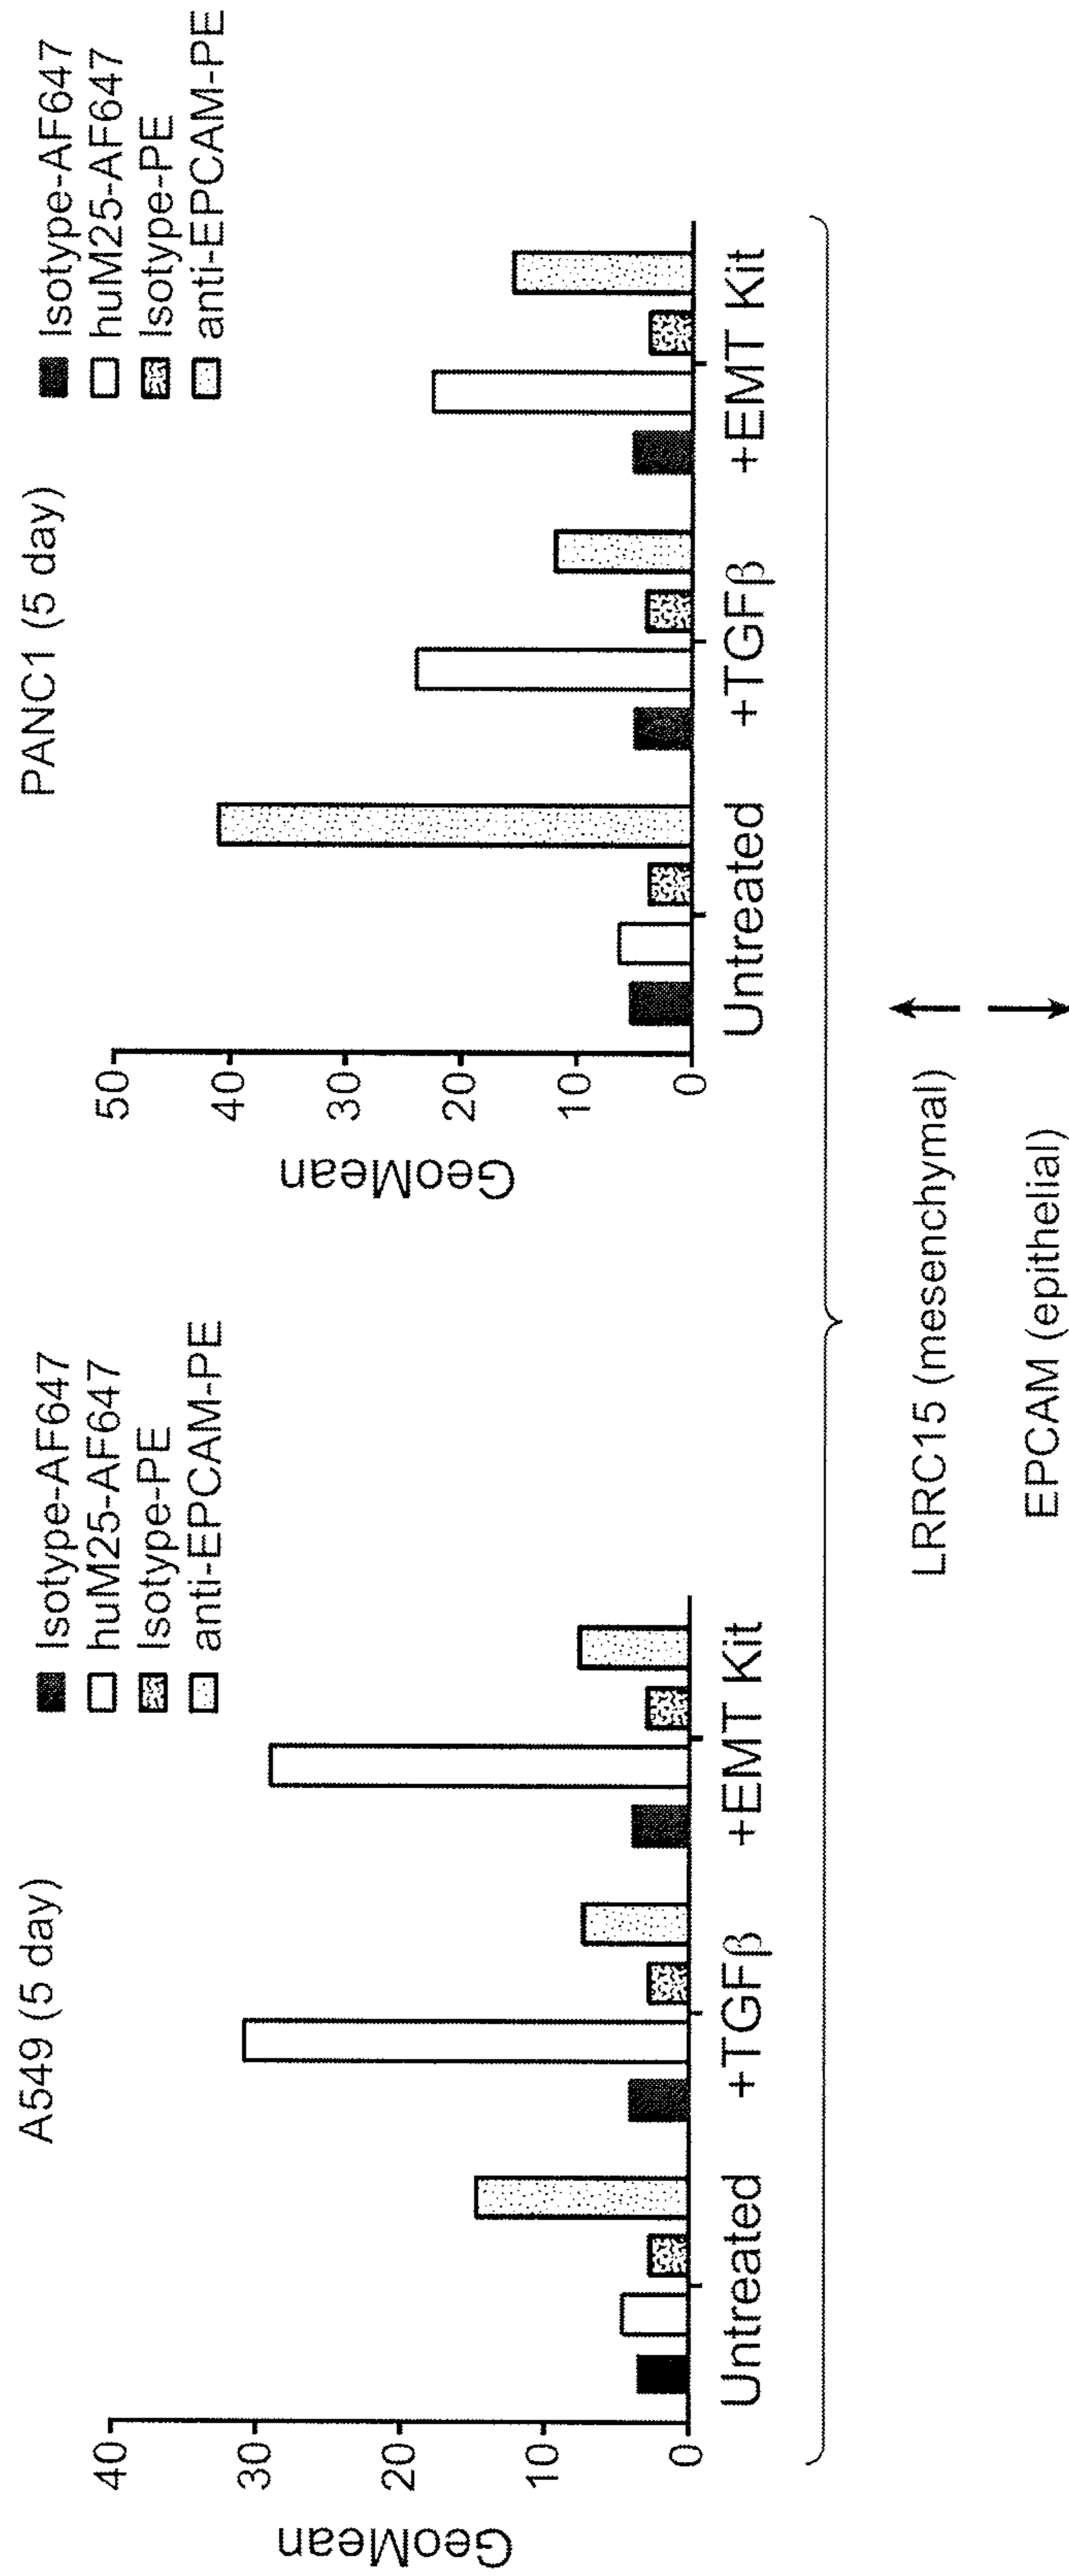 A549 (5 day)
Isotype-AF647
huM25-AF647
Isotype-PE
anti-EPCAM-PE
GeoMean
40
30
20
10
0
Untreated
+TGFβ
+EMT Kit
PANC1 (5 day)
Isotype-AF647
huM25-AF647
Isotype-PE
anti-EPCAM-PE
GeoMean
50
40
30
20
10
0
Untreated
+TGFβ
+EMT Kit
LRRC15 (mesenchymal)
EPCAM (epithelial)